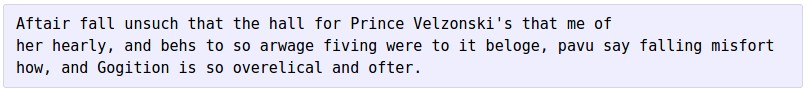 Aftair fall unsuch that the hall for Prince Velzonski's that me of
her hearly, and behs to so arwage fiving were to it beloge, pavu say falling misfort
how, and Gogition is so overelical and ofter.